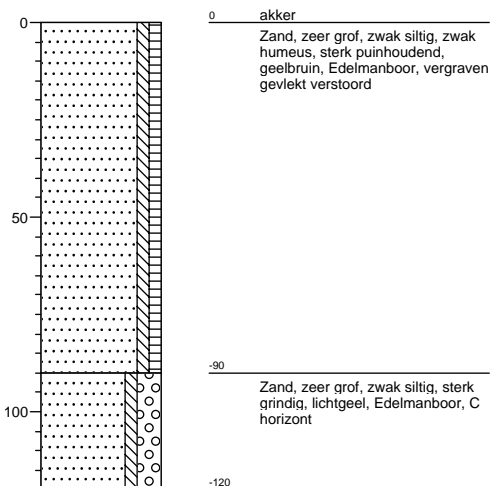 0
0 akker
Zand, zeer grof, zwak siltig, zwak
humeus, sterk puinhoudend,
geelbruin, Edelmanboor, vergraven
gevlekt verstoord
50
-90
Zand, zeer grof, zwak siltig, sterk
grindig, lichtgeel, Edelmanboor, C
horizont
100
-120